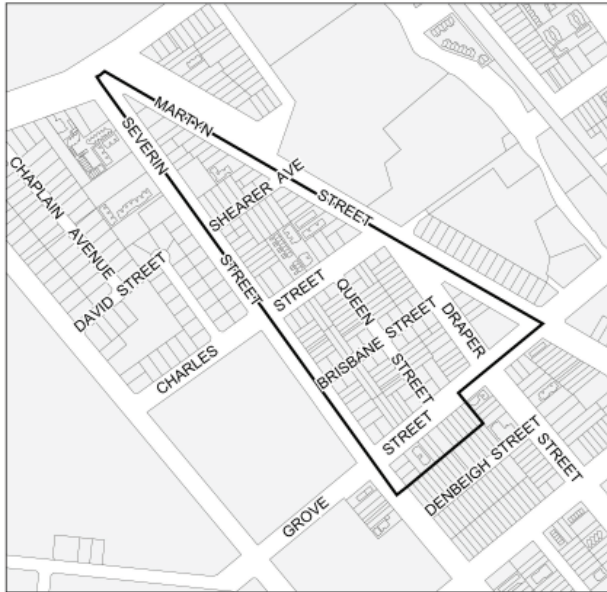 MARTYN
STREET
SEVERIN
STREET
SHEARER AVE
CHAPLAIN AVENUE
DAVID STREET
CHARLES
STREET
QUEEN
STREET
BRISBANE STREET
DRAPER
STREET
GROVE
STREET
DENBEIGH STREET